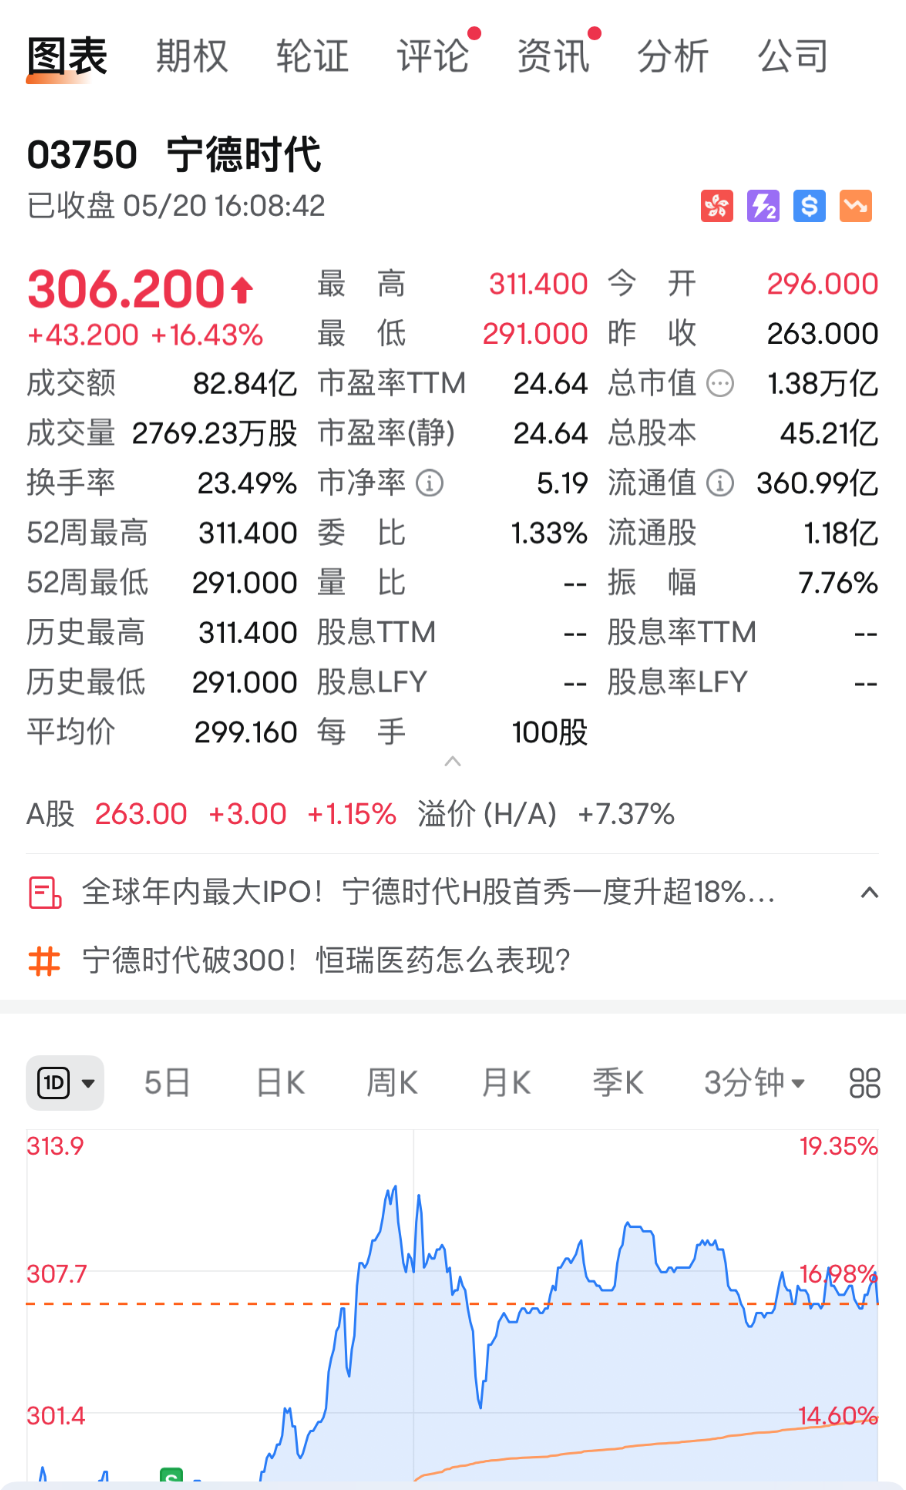 图表 期权 轮证 评论 资讯 分析 公司
03750 宁德时代
已收盘 05/20 16:08:42
306.200 最高 311.400 今开 296.000
+43.200 +16.43% 最低 291.000 昨收 263.000
成交额 82.84亿 市盈率TTM 24.64 总市值 1.38万亿
成交量 2769.23万股 市盈率(静) 24.64 总股本 45.21亿
换手率 23.49% 市净率 5.19 流通值 360.99亿
52周最高 311.400 委比 1.33% 流通股 1.18亿
52周最低 291.000 量比 -- 振幅 7.76%
历史最高 311.400 股息TTM -- 股息率TTM --
历史最低 291.000 股息LFY -- 股息率LFY --
平均价 299.160 每手 100股
A股 263.00 +3.00 +1.15% 溢价 (H/A) +7.37%
全球年内最大IPO！宁德时代H股首秀一度升超18%...
宁德时代破300！恒瑞医药怎么表现?
1D 5日 日K 周K 月K 季K 3分钟
313.9 19.35%
307.7 16.98%
301.4 14.60%
S